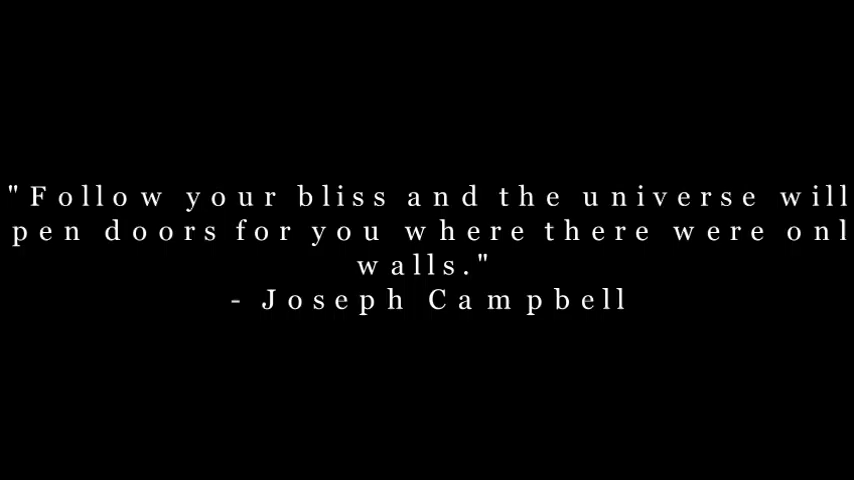 "Follow your bliss and the universe will
pen doors for you where there were onl
walls."
- Joseph Campbell